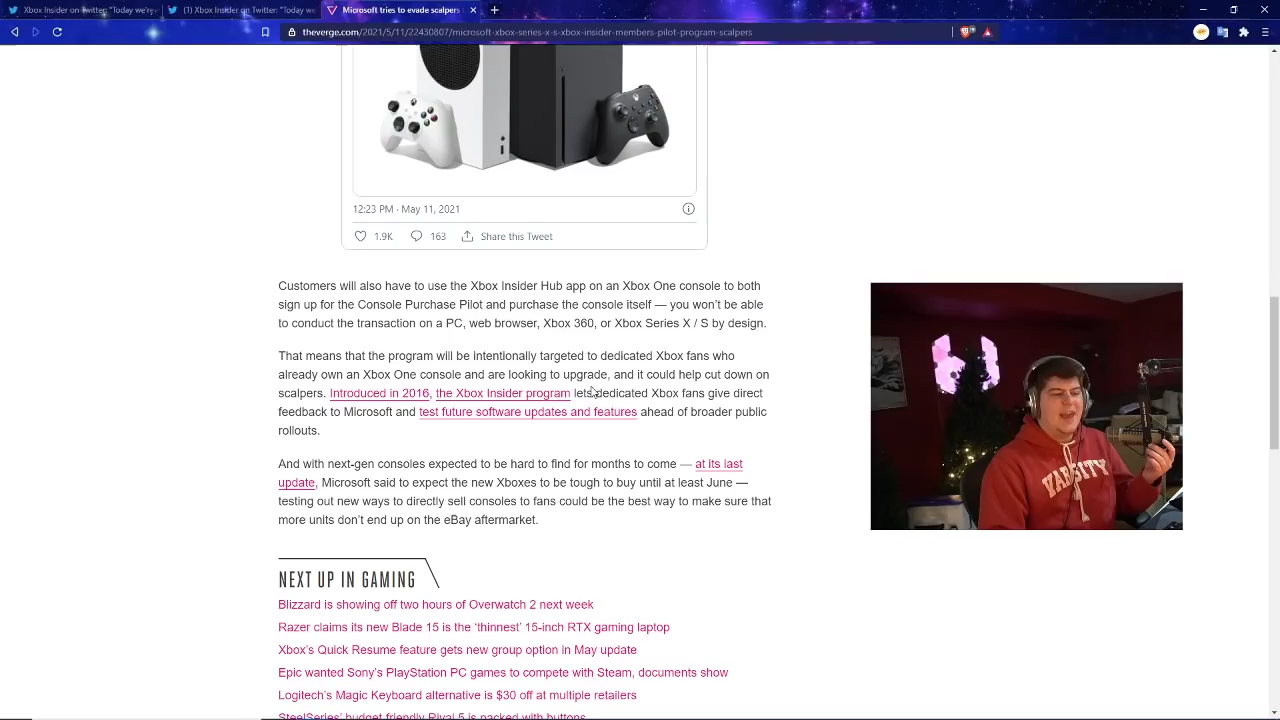 Xbox Insider on Twitter: "Today we're
(1) Xbox Insider on Twitter: "Today we
Microsoft tries to evade scalpers
theverge.com/2021/5/11/22430807/microsoft-xbox-series-x-s-xbox-insider-members-pilot-program-scalpers
12:23 PM · May 11, 2021
1.9K 163 Share this Tweet
Customers will also have to use the Xbox Insider Hub app on an Xbox One console to both
sign up for the Console Purchase Pilot and purchase the console itself — you won't be able
to conduct the transaction on a PC, web browser, Xbox 360, or Xbox Series X / S by design.
That means that the program will be intentionally targeted to dedicated Xbox fans who
already own an Xbox One console and are looking to upgrade, and it could help cut down on
scalpers. Introduced in 2016, the Xbox Insider program lets dedicated Xbox fans give direct
feedback to Microsoft and test future software updates and features ahead of broader public
rollouts.
And with next-gen consoles expected to be hard to find for months to come — at its last
update, Microsoft said to expect the new Xboxes to be tough to buy until at least June —
testing out new ways to directly sell consoles to fans could be the best way to make sure that
more units don't end up on the eBay aftermarket.
VARSITY
NEXT UP IN GAMING
Blizzard is showing off two hours of Overwatch 2 next week
Razer claims its new Blade 15 is the 'thinnest' 15-inch RTX gaming laptop
Xbox's Quick Resume feature gets new group option in May update
Epic wanted Sony's PlayStation PC games to compete with Steam, documents show
Logitech's Magic Keyboard alternative is $30 off at multiple retailers
SteelSeries' budget-friendly Rival 5 is packed with buttons